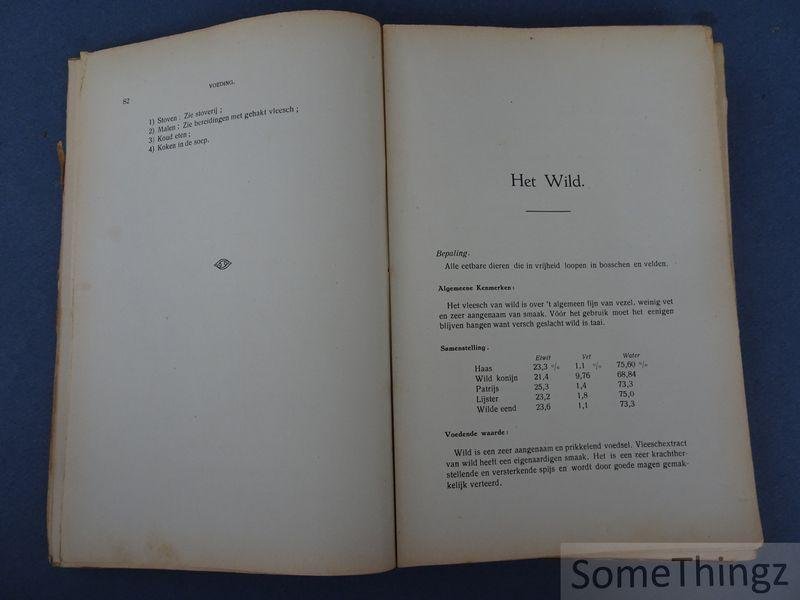 82
VOEDING.
1) Stoven : Zie stoverij ;
2) Malen : Zie bereidingen met gehakt vleesch ;
3) Koud eten ;
4) Koken in de soep.
Het Wild.
Bepaling.
Alle eetbare dieren die in vrijheid loopen in bosschen en velden.
Algemeene Kenmerken :
Het vleesch van wild is over 't algemeen fijn van vezel, weinig vet
en zeer aangenaam van smaak. Vóór het gebruik moet het eenigen
blijven hangen want versch geslacht wild is taai.
Samenstelling.
Eiwit Vet Water
Haas 23,3 % 1.1 % 75,60 %
Wild konijn 21,4 9,76 68,84
Patrijs 25,3 1,4 73,3
Lijster 23,2 1,8 75,0
Wilde eend 23,6 1,1 73,3
Voedende waarde :
Wild is een zeer aangenaam en prikkelend voedsel. Vleeschextract
van wild heeft een eigenaardigen smaak. Het is een zeer krachther-
stellende en versterkende spijs en wordt door goede magen gemak-
kelijk verteerd.
SomeThingz